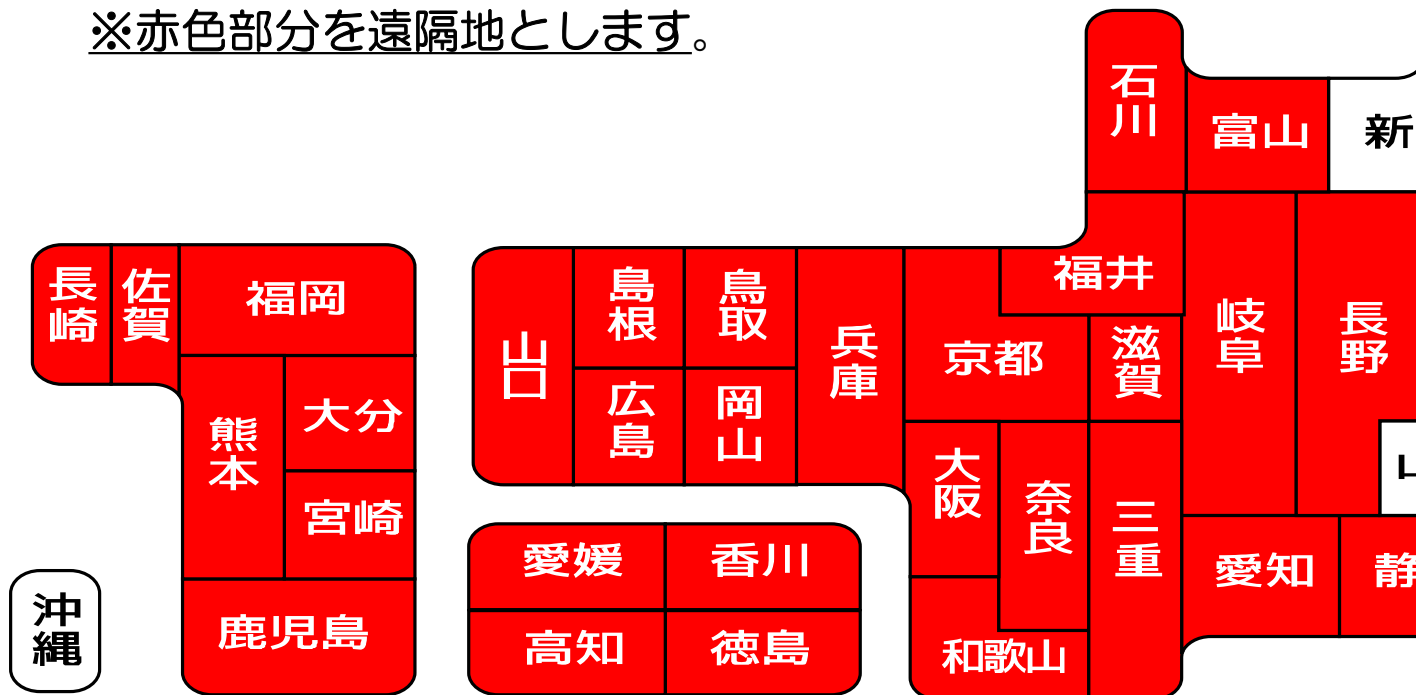 ※赤色部分を遠隔地とします。
石川
富山
新
長崎
佐賀
福岡
山口
島根
鳥取
兵庫
京都
福井
滋賀
岐阜
長野
熊本
大分
広島
岡山
大阪
奈良
三重
宮崎
愛媛
香川
愛知
静
沖縄
鹿児島
高知
徳島
和歌山